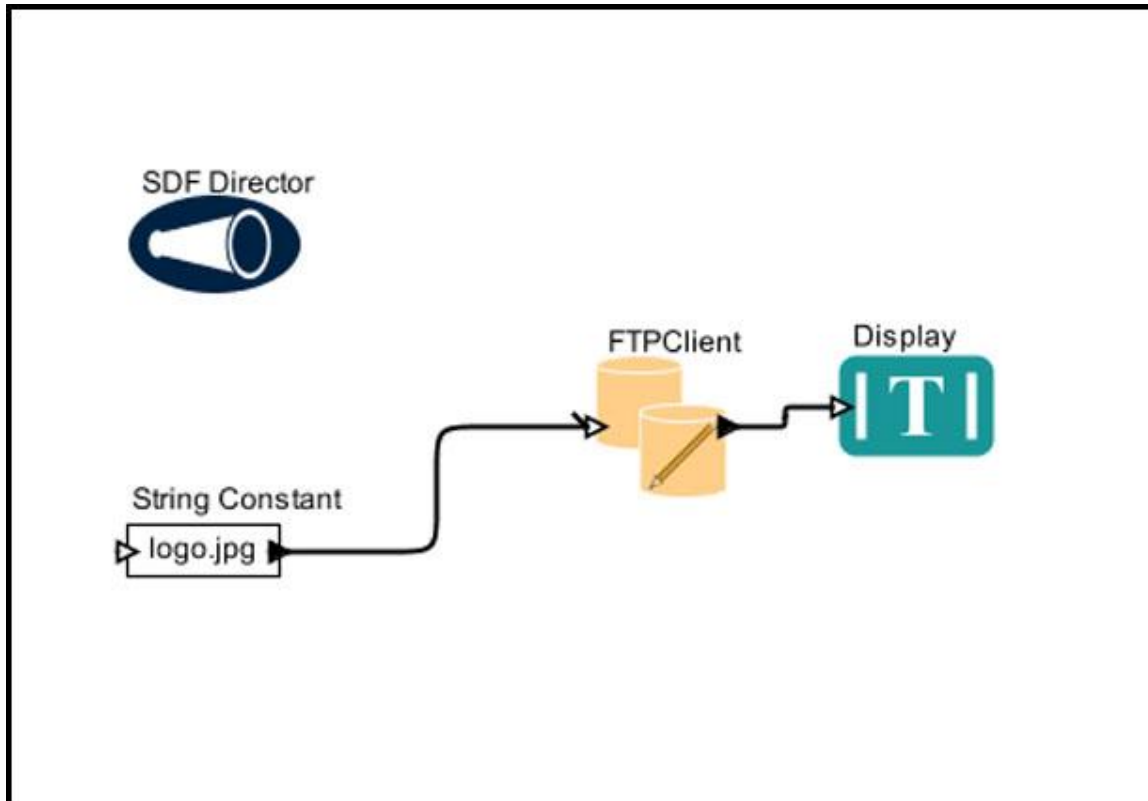 SDF Director
FTPClient
Display
T
String Constant
logo.jpg